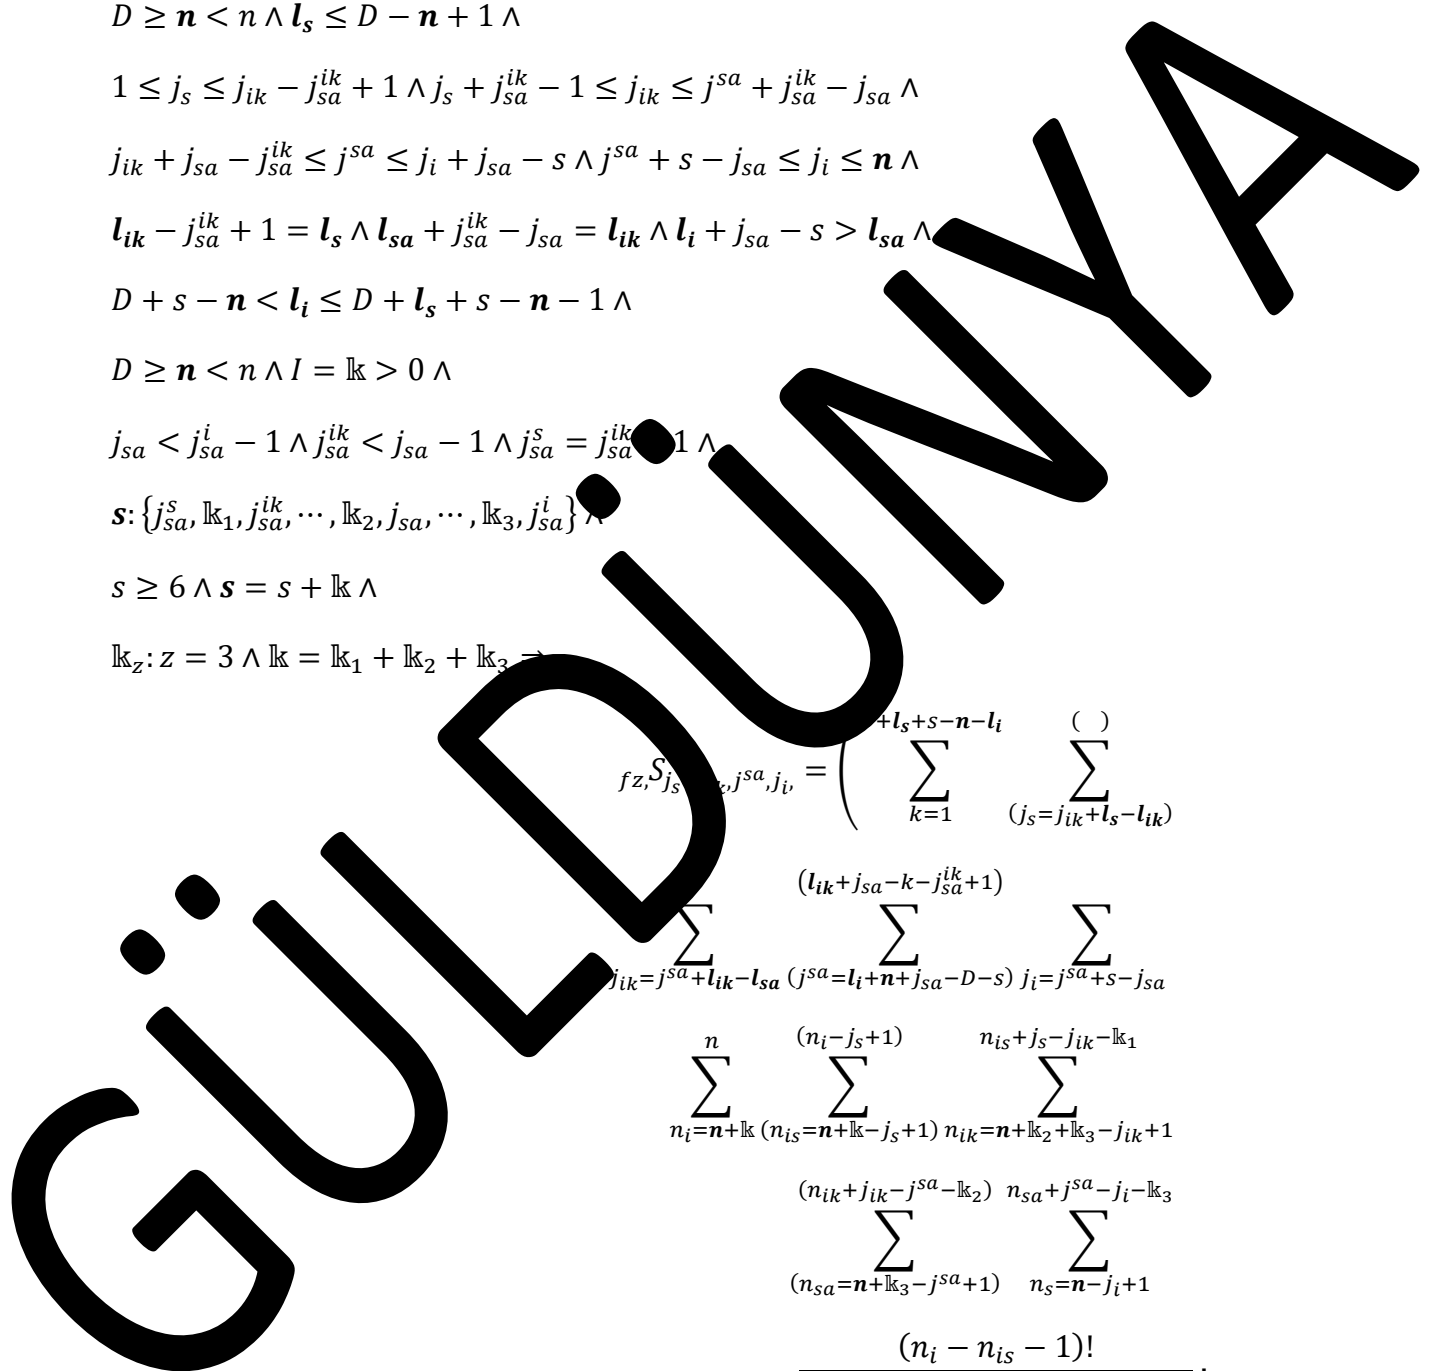 D ≥ n < n ∧ l_s ≤ D − n + 1 ∧
1 ≤ j_s ≤ j_{ik} − j_{sa}^{ik} + 1 ∧ j_s + j_{sa}^{ik} − 1 ≤ j_{ik} ≤ j^{sa} + j_{sa}^{ik} − j_{sa} ∧
j_{ik} + j_{sa} − j_{sa}^{ik} ≤ j^{sa} ≤ j_i + j_{sa} − s ∧ j^{sa} + s − j_{sa} ≤ j_i ≤ n ∧
l_{ik} − j_{sa}^{ik} + 1 = l_s ∧ l_{sa} + j_{sa}^{ik} − j_{sa} = l_{ik} ∧ l_i + j_{sa} − s > l_{sa} ∧
D + s − n < l_i ≤ D + l_s + s − n − 1 ∧
D ≥ n < n ∧ I = 𝕜 > 0 ∧
j_{sa} < j_{sa}^{i} − 1 ∧ j_{sa}^{ik} < j_{sa} − 1 ∧ j_{sa}^{s} = j_{sa}^{ik} 1 ∧
s: {j_{sa}^{s}, 𝕜_1, j_{sa}^{ik}, ⋯ , 𝕜_2, j_{sa}, ⋯ , 𝕜_3, j_{sa}^{i}} ∧
s ≥ 6 ∧ s = s + 𝕜 ∧
𝕜_z: z = 3 ∧ 𝕜 = 𝕜_1 + 𝕜_2 + 𝕜_3 ⇒
+l_s+s−n−l_i ( )
_{fz,}S_{j_s ,j^{sa},j_i,} = ( ∑ ∑
k=1 (j_s=j_{ik}+l_s−l_{ik})
(l_{ik}+j_{sa}−k−j_{sa}^{ik}+1)
∑ ∑ ∑
j_{ik}=j^{sa}+l_{ik}−l_{sa} (j^{sa}=l_i+n+j_{sa}−D−s) j_i=j^{sa}+s−j_{sa}
n (n_i−j_s+1) n_{is}+j_s−j_{ik}−𝕜_1
∑ ∑ ∑
n_i=n+𝕜 (n_{is}=n+𝕜−j_s+1) n_{ik}=n+𝕜_2+𝕜_3−j_{ik}+1
(n_{ik}+j_{ik}−j^{sa}−𝕜_2) n_{sa}+j^{sa}−j_i−𝕜_3
∑ ∑
(n_{sa}=n+𝕜_3−j^{sa}+1) n_s=n−j_i+1
(n_i − n_{is} − 1)!
GÜLDÜNYA